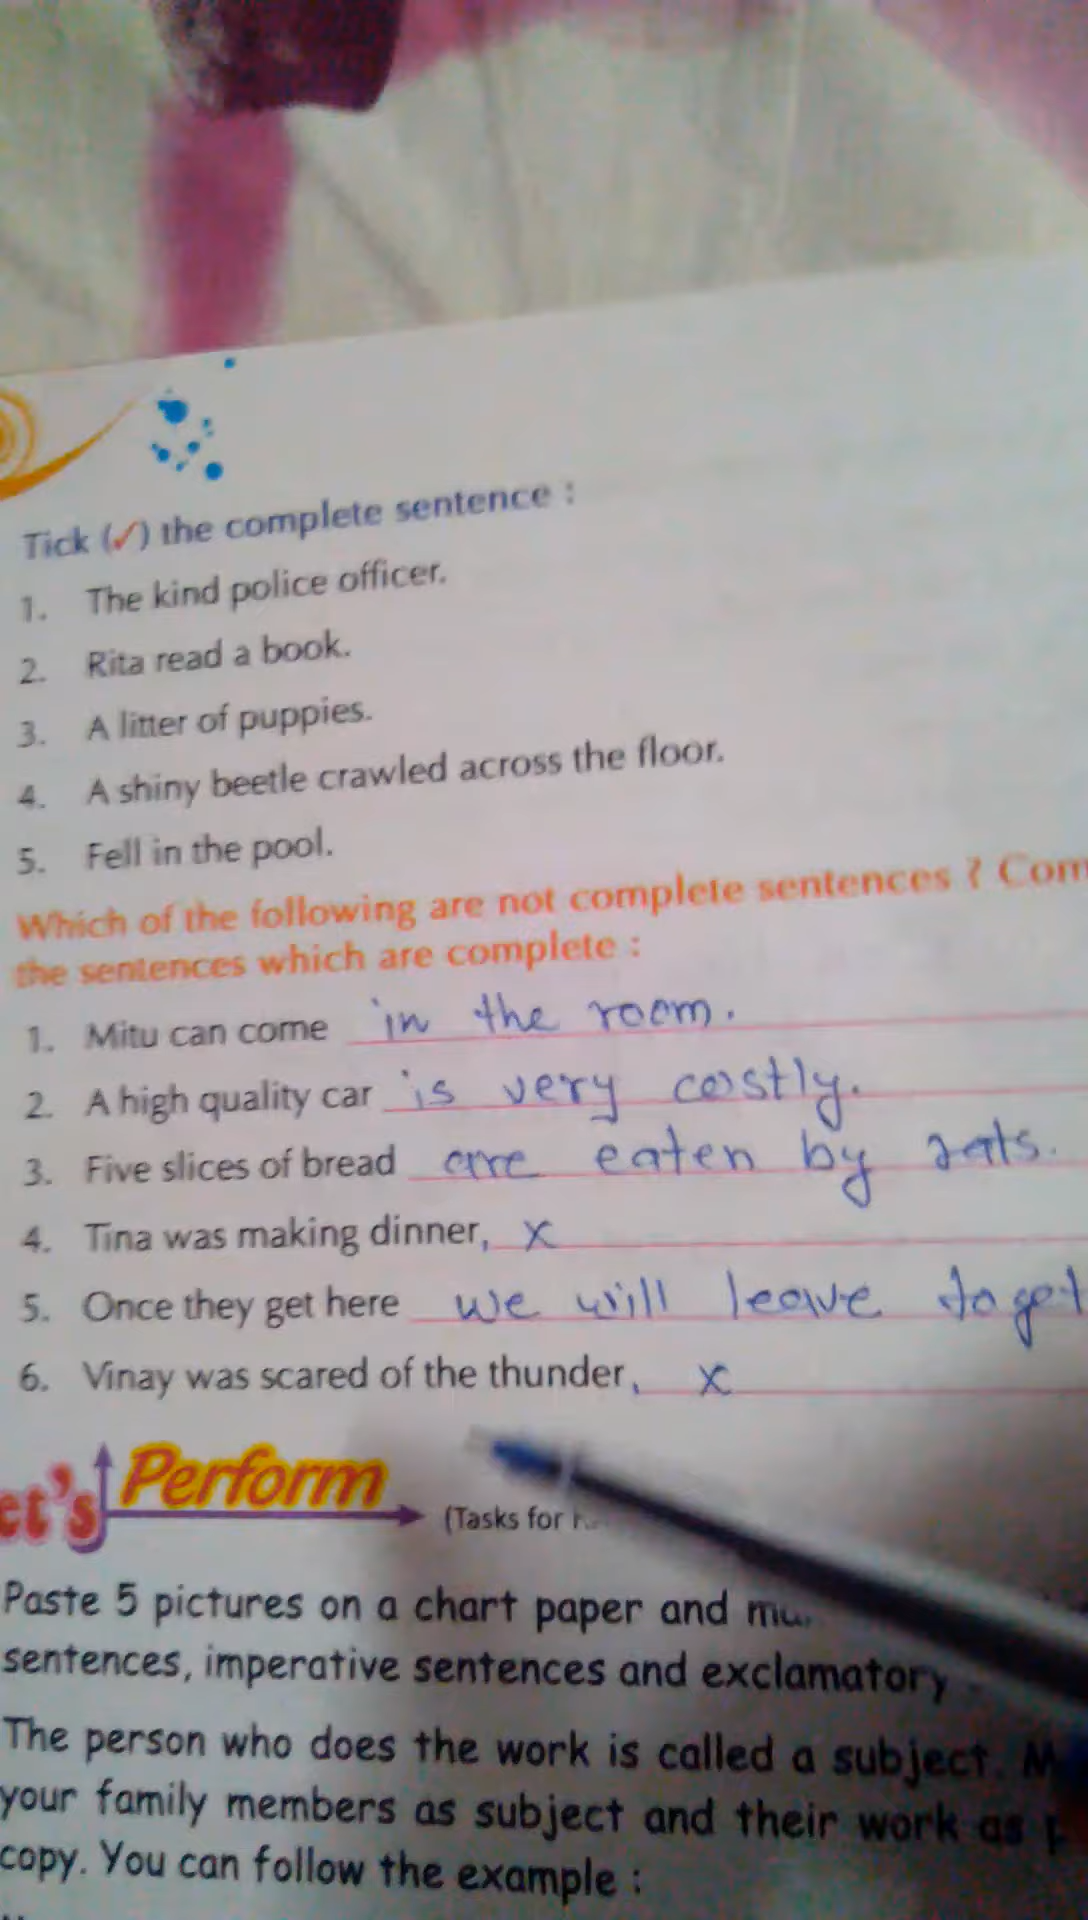 Tick (✓) the complete sentence :
1. The kind police officer.
2. Rita read a book.
3. A litter of puppies.
4. A shiny beetle crawled across the floor.
5. Fell in the pool.
Which of the following are not complete sentences ? Com
the sentences which are complete :
1. Mitu can come in the room.
2. A high quality car is very costly.
3. Five slices of bread are eaten by rats.
4. Tina was making dinner, x
5. Once they get here we will leave toget
6. Vinay was scared of the thunder, x
et's Perform
(Tasks for
Paste 5 pictures on a chart paper and
sentences, imperative sentences and exclamatory
The person who does the work is called a subject. M
your family members as subject and their work as p
copy. You can follow the example :